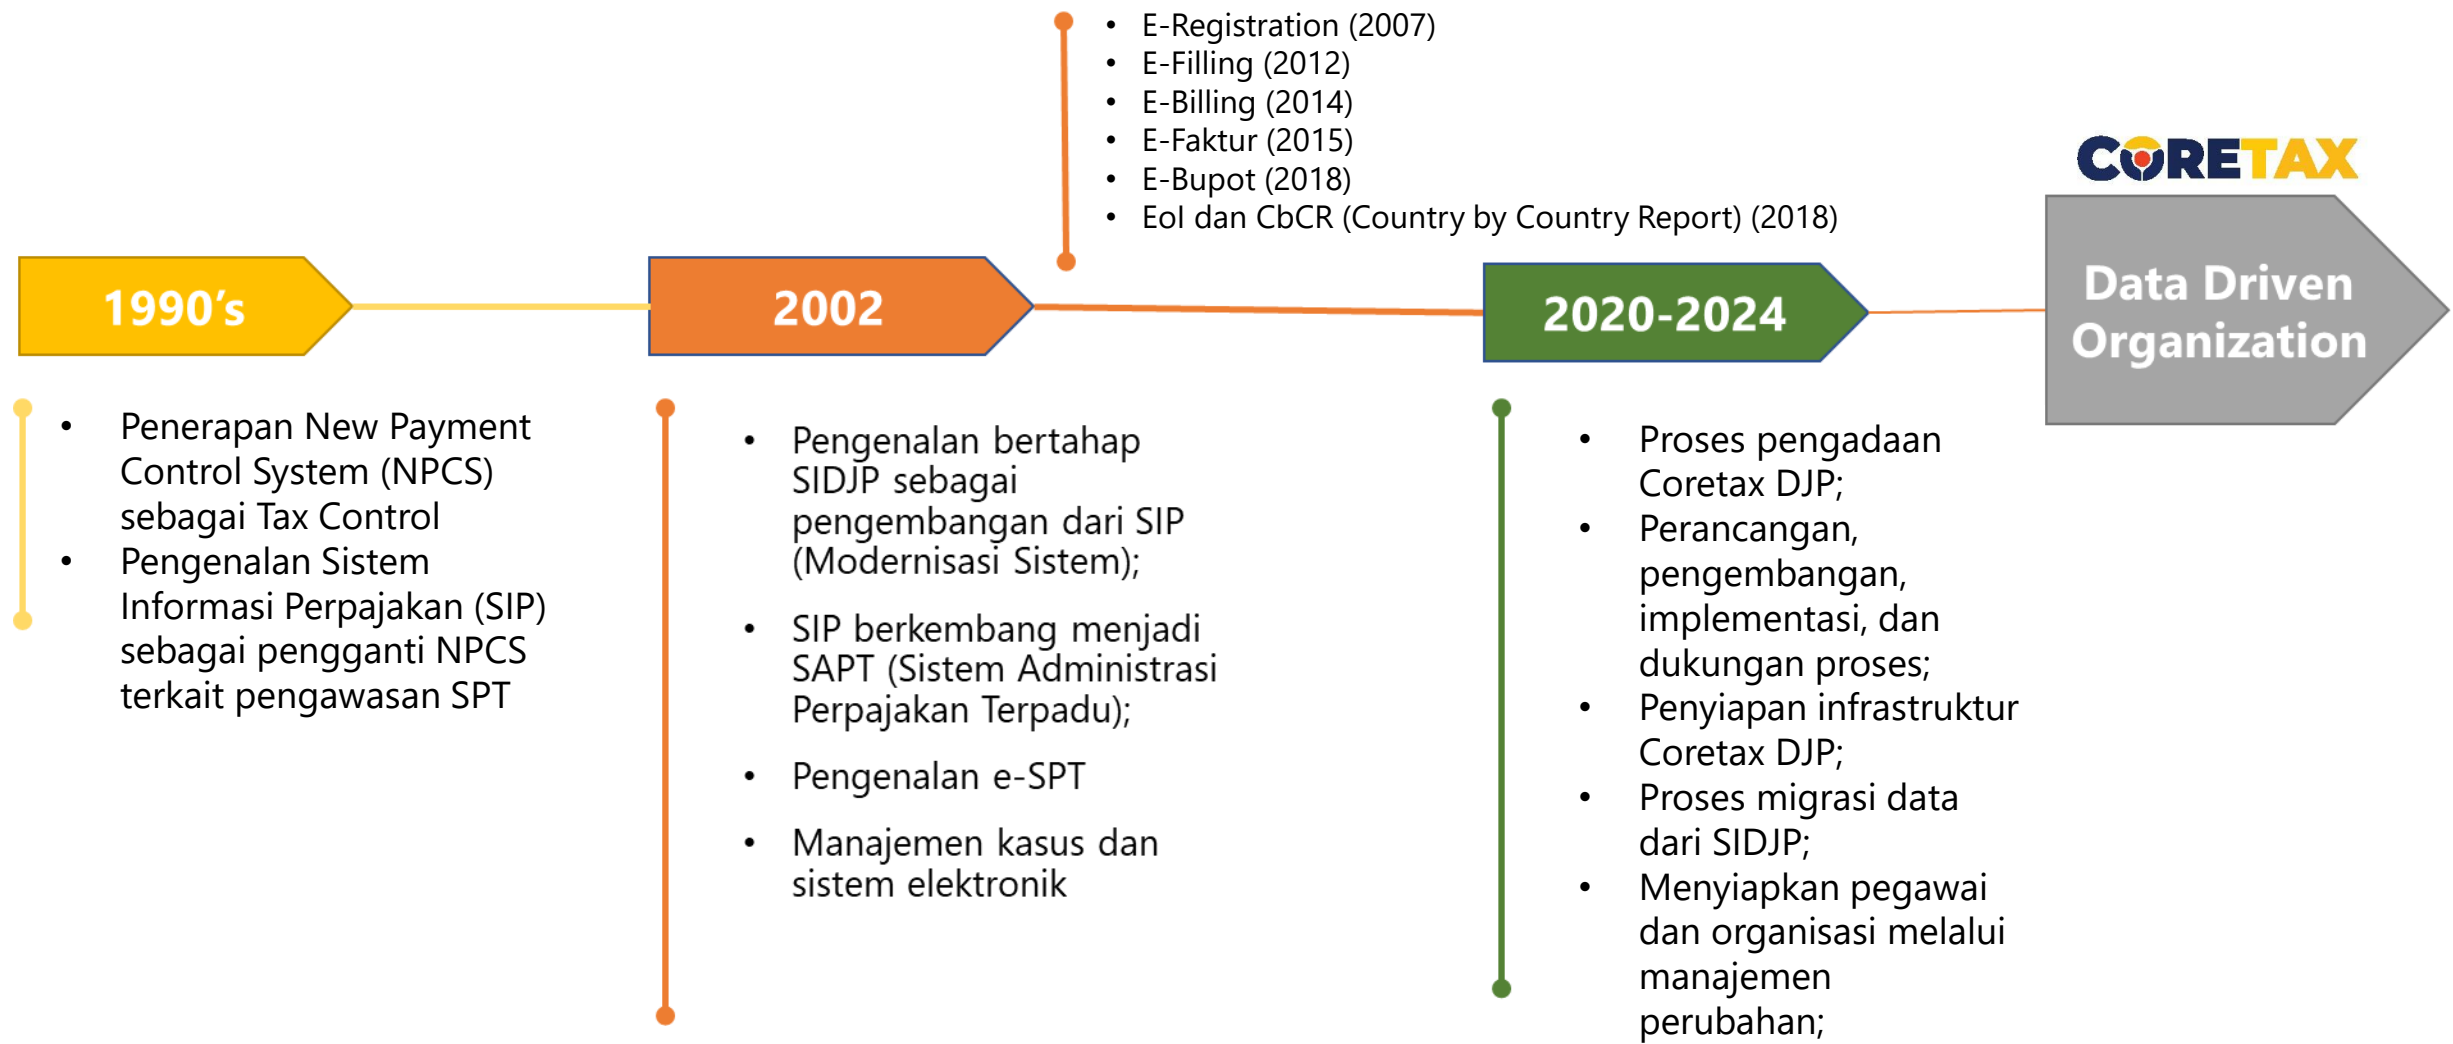 • E-Registration (2007)
• E-Filling (2012)
• E-Billing (2014)
• E-Faktur (2015)
• E-Bupot (2018)
• EoI dan CbCR (Country by Country Report) (2018)
CORETAX
1990’s
2002
2020-2024
Data Driven
Organization
• Penerapan New Payment
Control System (NPCS)
sebagai Tax Control
• Pengenalan Sistem
Informasi Perpajakan (SIP)
sebagai pengganti NPCS
terkait pengawasan SPT
• Pengenalan bertahap
SIDJP sebagai
pengembangan dari SIP
(Modernisasi Sistem);
• SIP berkembang menjadi
SAPT (Sistem Administrasi
Perpajakan Terpadu);
• Pengenalan e-SPT
• Manajemen kasus dan
sistem elektronik
• Proses pengadaan
Coretax DJP;
• Perancangan,
pengembangan,
implementasi, dan
dukungan proses;
• Penyiapan infrastruktur
Coretax DJP;
• Proses migrasi data
dari SIDJP;
• Menyiapkan pegawai
dan organisasi melalui
manajemen
perubahan;